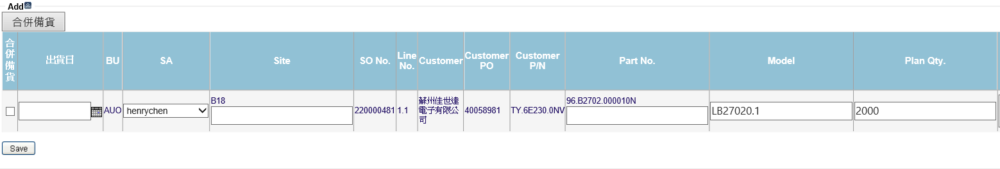 Add
合併備貨
合併備貨 出貨日 BU SA Site SO No. Line No. Customer Customer PO Customer P/N Part No. Model Plan Qty.
AUO henrychen B18 220000481 1.1 蘇州佳世達電子有限公司 40058981 TY.6E230.0NV 96.B2702.000010N LB27020.1 2000
Save